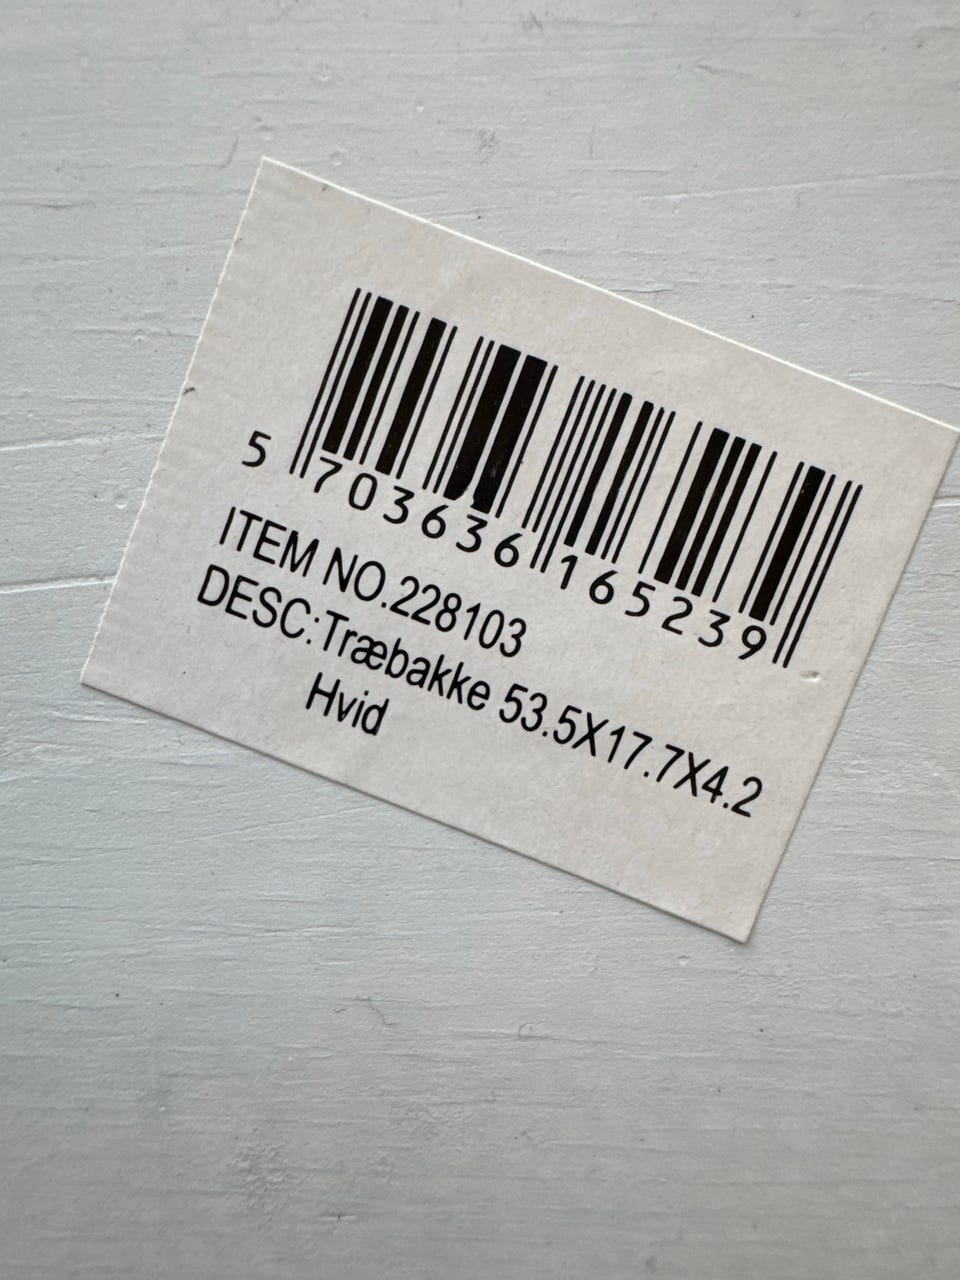 5 703636 165239
ITEM NO.228103
DESC:Træbakke 53.5X17.7X4.2
Hvid